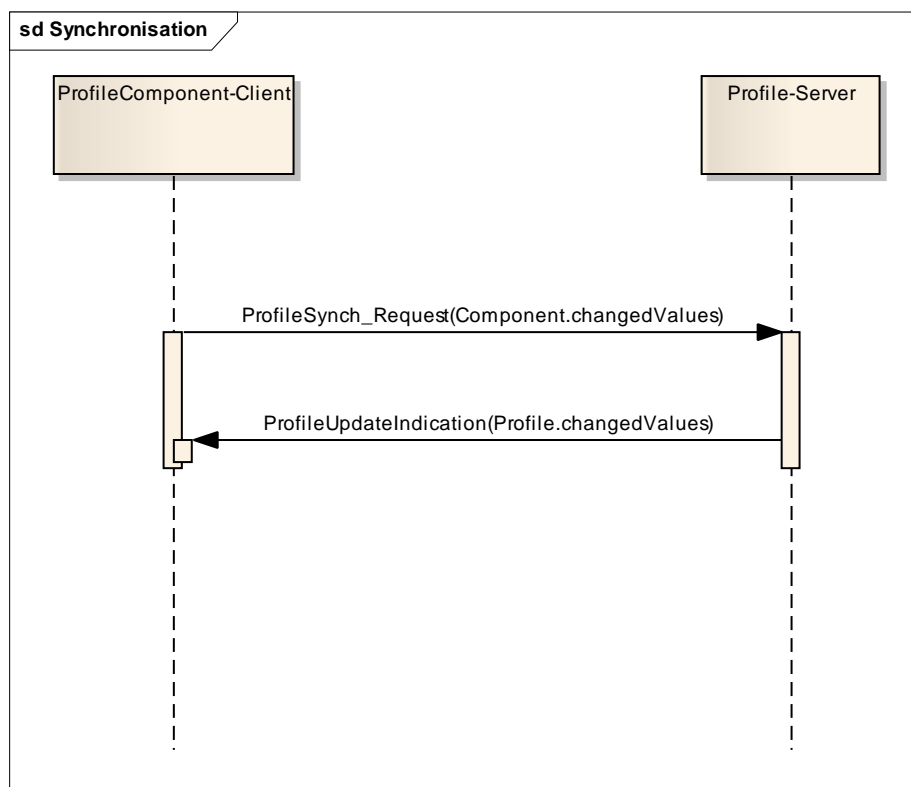 sd Synchronisation
ProfileComponent-Client
Profile-Server
ProfileSynch_Request(Component.changedValues)
ProfileUpdateIndication(Profile.changedValues)